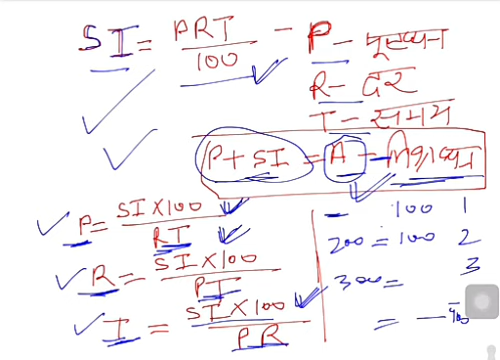 SI = PRT/100 - P - मूलधन
R - दर
T - समय
P + SI = A - मिश्रधन
P = SI×100/RT
R = SI×100/PT
I = SI×100/PR
100 1
200 = 100 2
300 = 3
=